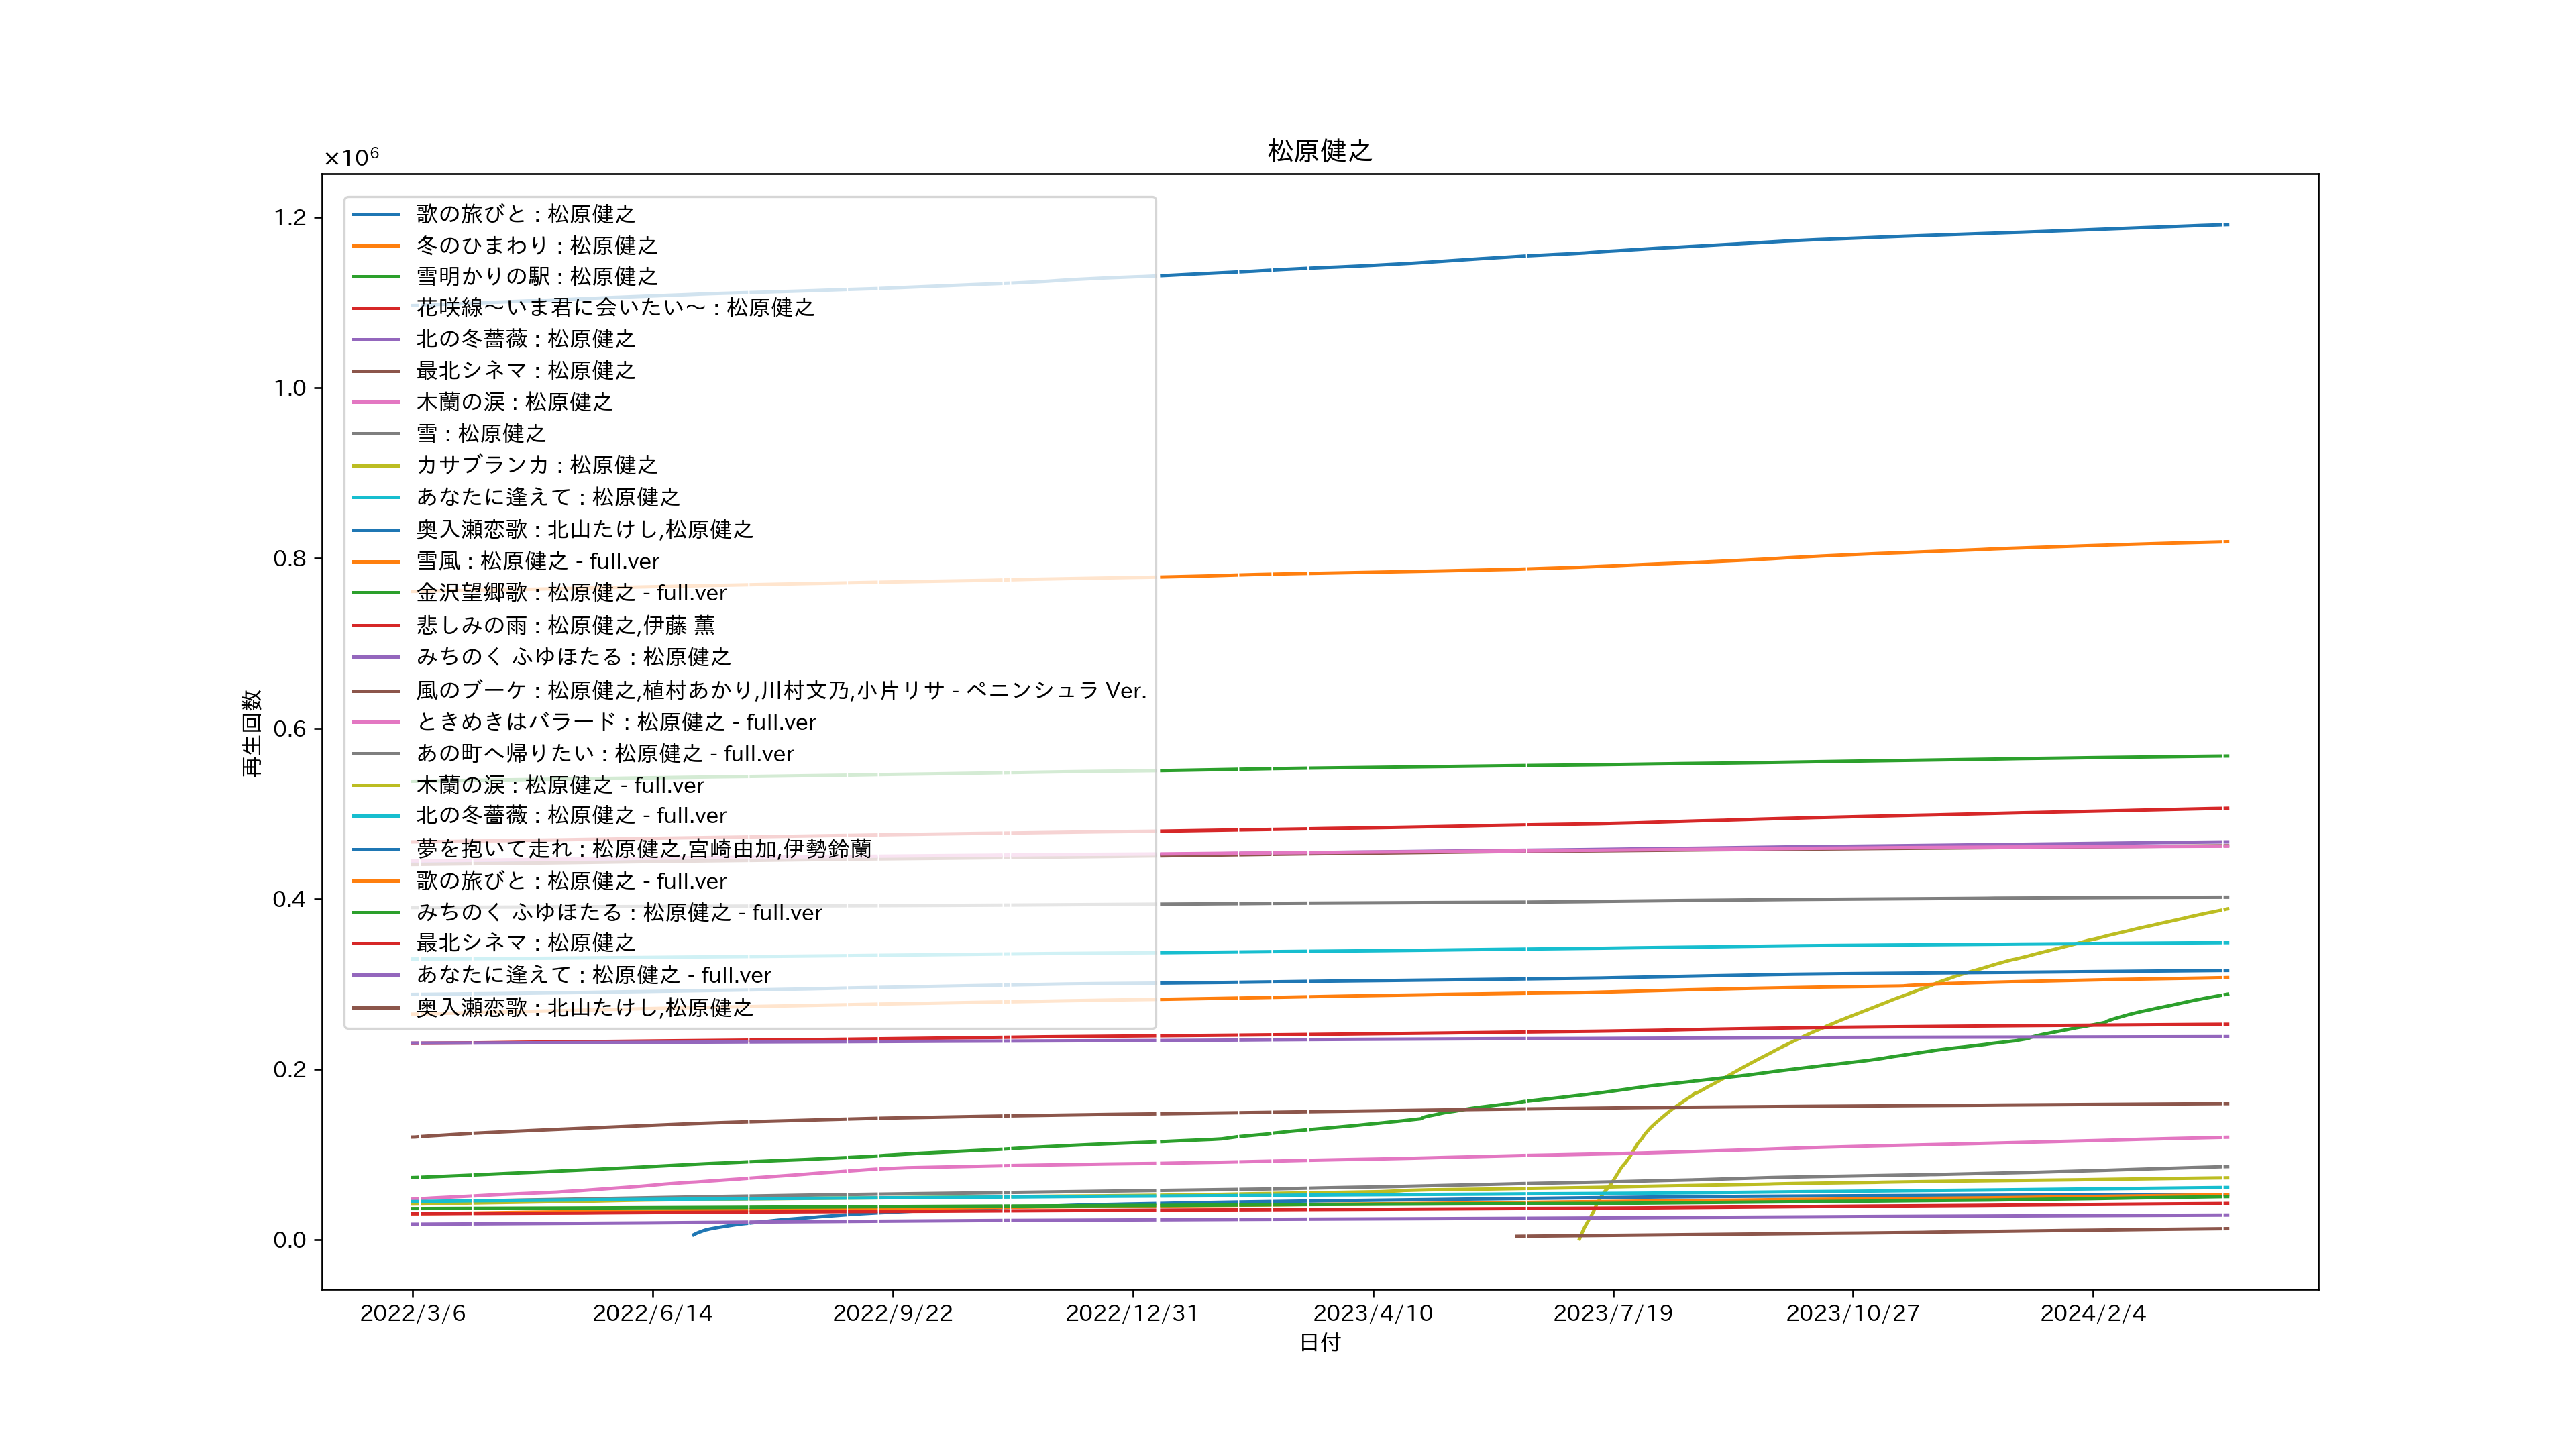 松原健之
×10⁶
1.2
1.0
0.8
0.6
0.4
0.2
0.0
再生回数
歌の旅びと : 松原健之
冬のひまわり : 松原健之
雪明かりの駅 : 松原健之
花咲線～いま君に会いたい～ : 松原健之
北の冬薔薇 : 松原健之
最北シネマ : 松原健之
木蘭の涙 : 松原健之
雪 : 松原健之
カサブランカ : 松原健之
あなたに逢えて : 松原健之
奥入瀬恋歌 : 北山たけし,松原健之
雪風 : 松原健之 - full.ver
金沢望郷歌 : 松原健之 - full.ver
悲しみの雨 : 松原健之,伊藤 薫
みちのく ふゆほたる : 松原健之
風のブーケ : 松原健之,植村あかり,川村文乃,小片リサ - ペニンシュラ Ver.
ときめきはバラード : 松原健之 - full.ver
あの町へ帰りたい : 松原健之 - full.ver
木蘭の涙 : 松原健之 - full.ver
北の冬薔薇 : 松原健之 - full.ver
夢を抱いて走れ : 松原健之,宮崎由加,伊勢鈴蘭
歌の旅びと : 松原健之 - full.ver
みちのく ふゆほたる : 松原健之 - full.ver
最北シネマ : 松原健之
あなたに逢えて : 松原健之 - full.ver
奥入瀬恋歌 : 北山たけし,松原健之
2022/3/6 2022/6/14 2022/9/22 2022/12/31 2023/4/10 2023/7/19 2023/10/27 2024/2/4
日付